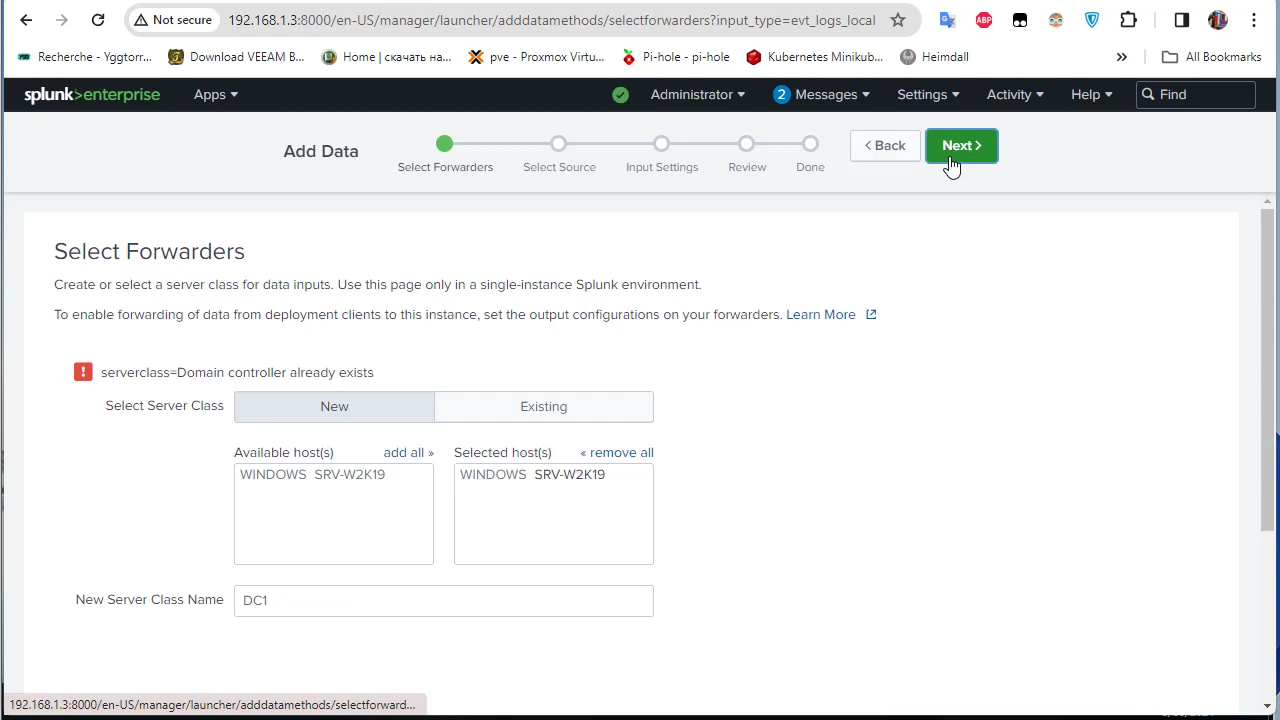 Not secure 192.168.1.3:8000/en-US/manager/launcher/adddatamethods/selectforwarders?input_type=evt_logs_local ABP
Recherche - Yggtorr... Download VEEAM B... Home | скачать на... pve - Proxmox Virtu... Pi-hole - pi-hole Kubernetes Minikub... Heimdall » All Bookmarks
splunk>enterprise Apps Administrator 2 Messages Settings Activity Help Find
Add Data Select Forwarders Select Source Input Settings Review Done < Back Next >
Select Forwarders
Create or select a server class for data inputs. Use this page only in a single-instance Splunk environment.
To enable forwarding of data from deployment clients to this instance, set the output configurations on your forwarders. Learn More
! serverclass=Domain controller already exists
Select Server Class New Existing
Available host(s) add all » Selected host(s) « remove all
WINDOWS SRV-W2K19 WINDOWS SRV-W2K19
New Server Class Name DC1
192.168.1.3:8000/en-US/manager/launcher/adddatamethods/selectforward...